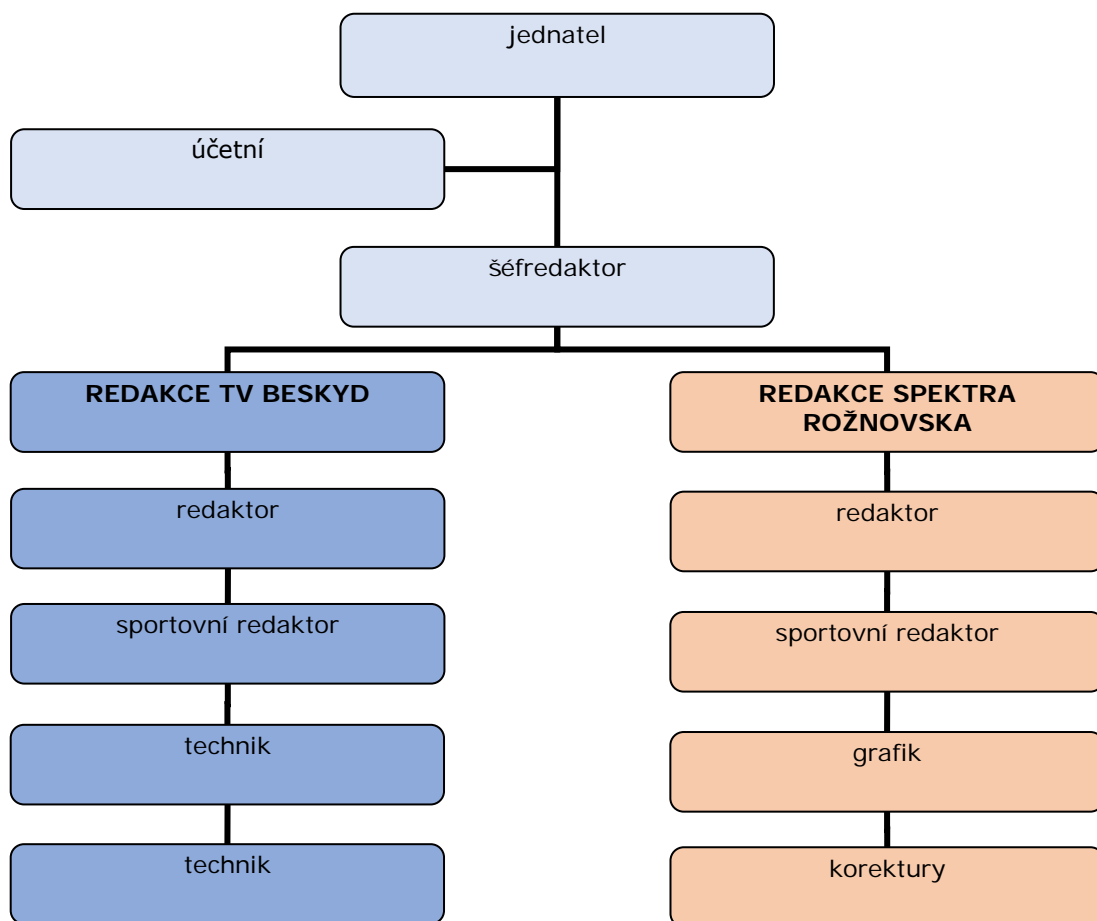 jednatel
účetní
šéfredaktor
REDAKCE TV BESKYD
redaktor
sportovní redaktor
technik
technik
REDAKCE SPEKTRA
ROŽNOVSKA
redaktor
sportovní redaktor
grafik
korektury